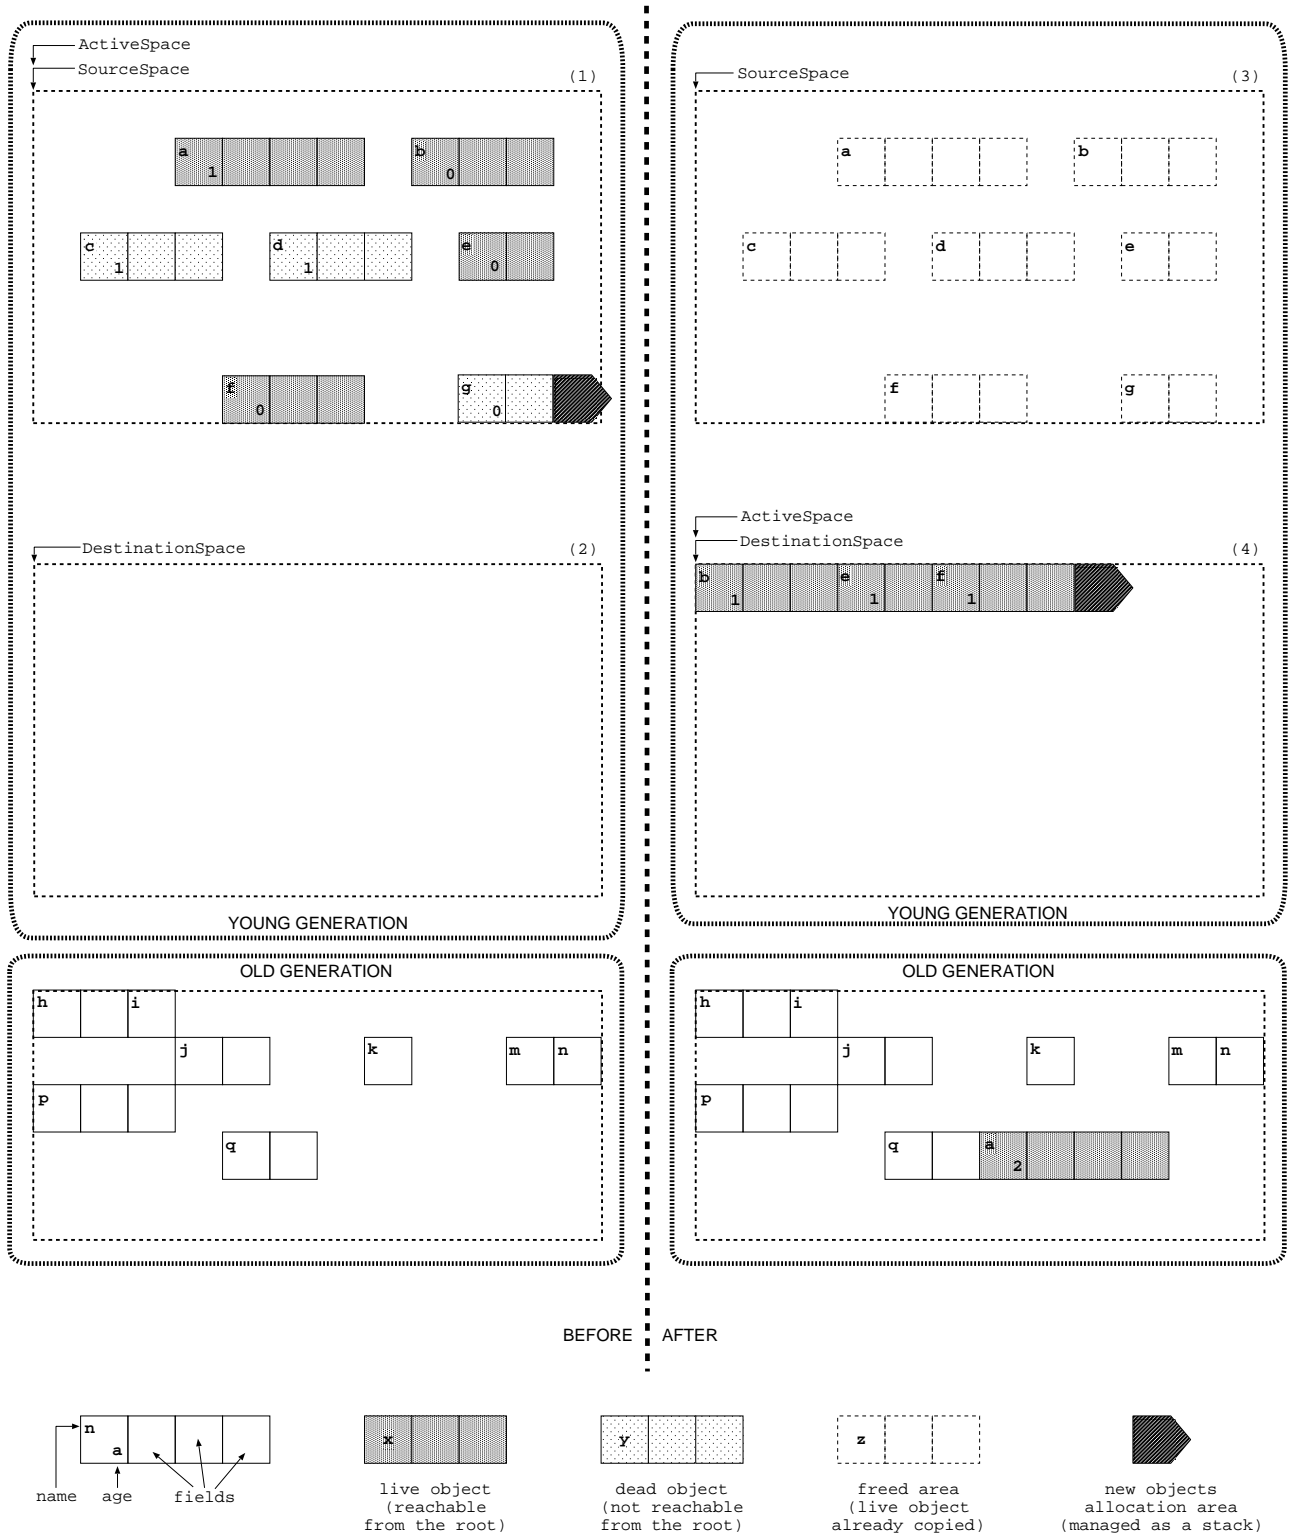 ActiveSpace
SourceSpace
(1)
a
1
b
0
c
1
d
1
e
0
f
0
g
0
DestinationSpace
(2)
YOUNG GENERATION
OLD GENERATION
h
i
j
k
m
n
p
q
SourceSpace
(3)
a
b
c
d
e
f
g
ActiveSpace
DestinationSpace
(4)
b
1
e
1
f
1
YOUNG GENERATION
OLD GENERATION
h
i
j
k
m
n
p
q
a
2
BEFORE
AFTER
n
a
name
age
fields
x
live object
(reachable
from the root)
y
dead object
(not reachable
from the root)
z
freed area
(live object
already copied)
new objects
allocation area
(managed as a stack)